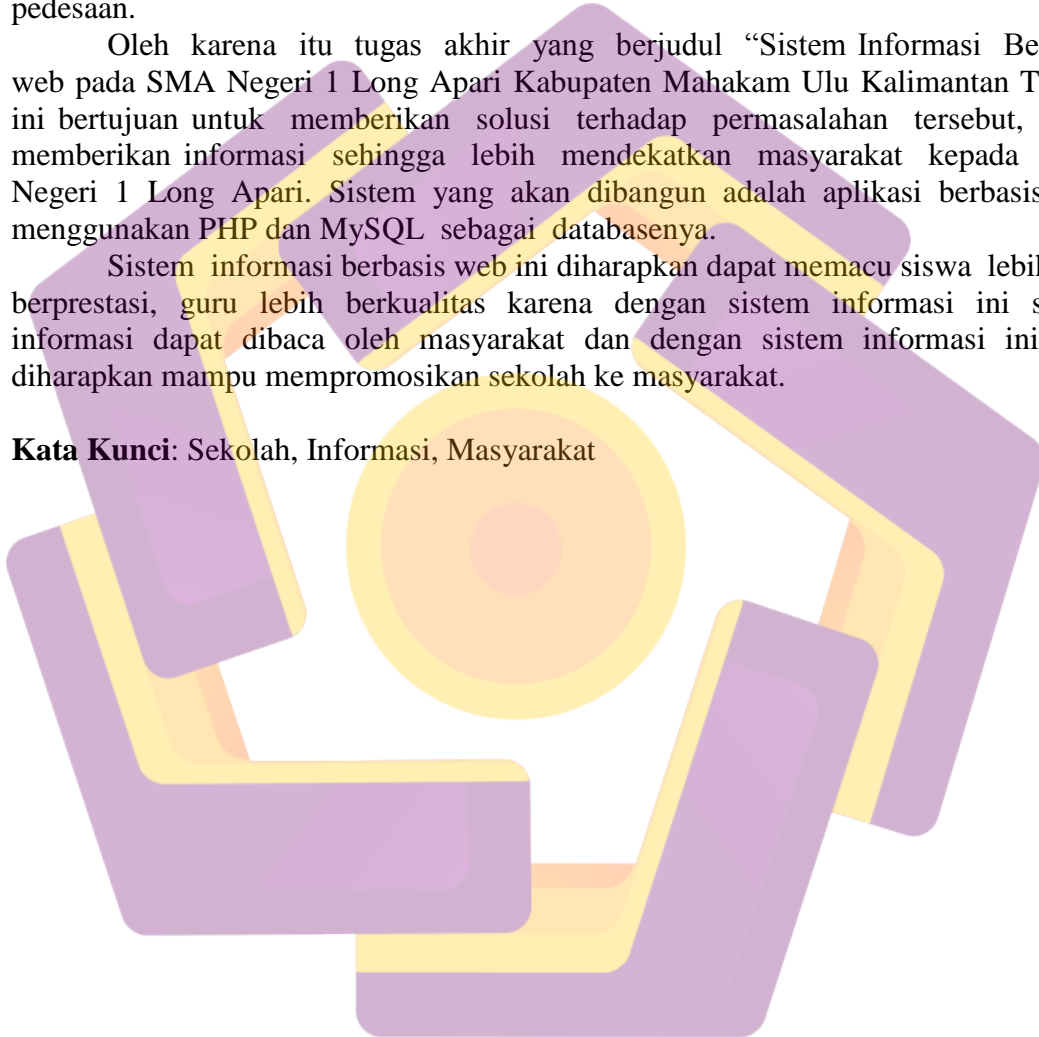 pedesaan.
Oleh karena itu tugas akhir yang berjudul “Sistem Informasi Be
web pada SMA Negeri 1 Long Apari Kabupaten Mahakam Ulu Kalimantan T
ini bertujuan untuk memberikan solusi terhadap permasalahan tersebut,
memberikan informasi sehingga lebih mendekatkan masyarakat kepada
Negeri 1 Long Apari. Sistem yang akan dibangun adalah aplikasi berbasis
menggunakan PHP dan MySQL sebagai databasenya.
Sistem informasi berbasis web ini diharapkan dapat memacu siswa lebil
berprestasi, guru lebih berkualitas karena dengan sistem informasi ini s
informasi dapat dibaca oleh masyarakat dan dengan sistem informasi ini
diharapkan mampu mempromosikan sekolah ke masyarakat.
Kata Kunci: Sekolah, Informasi, Masyarakat